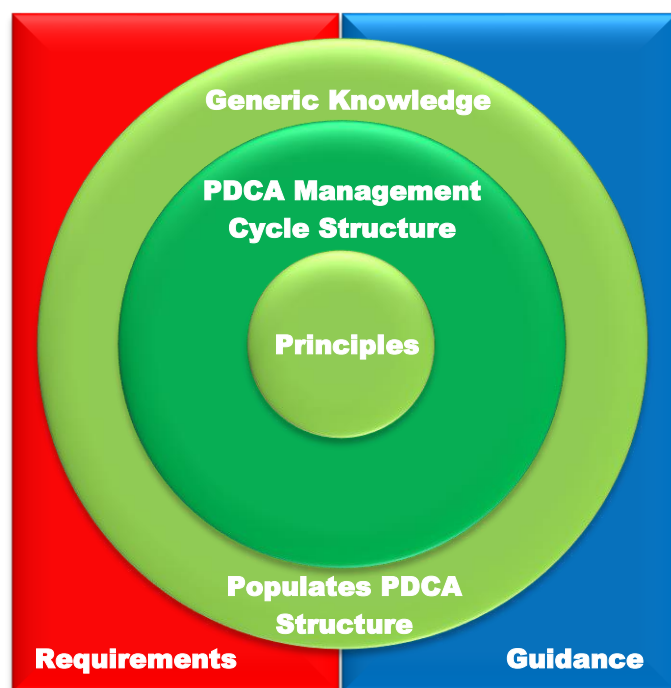 Generic Knowledge
PDCA Management
Cycle Structure
Principles
Populates PDCA
Structure
Requirements
Guidance